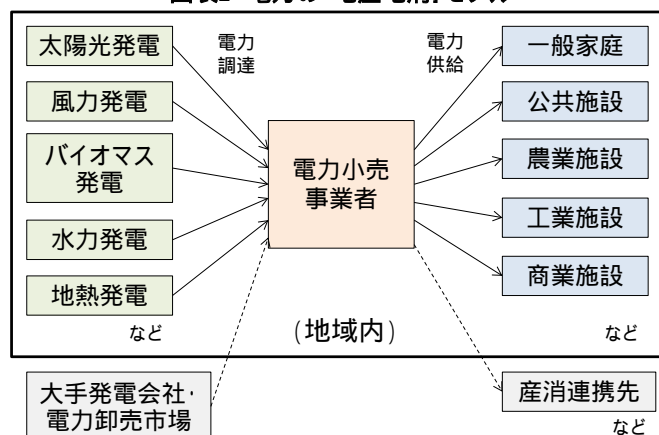 太陽光発電
風力発電
バイオマス
発電
水力発電
地熱発電
など
電力
調達
電力小売
事業者
(地域内)
電力
供給
一般家庭
公共施設
農業施設
工業施設
商業施設
など
大手発電会社・
電力卸売市場
産消連携先
など